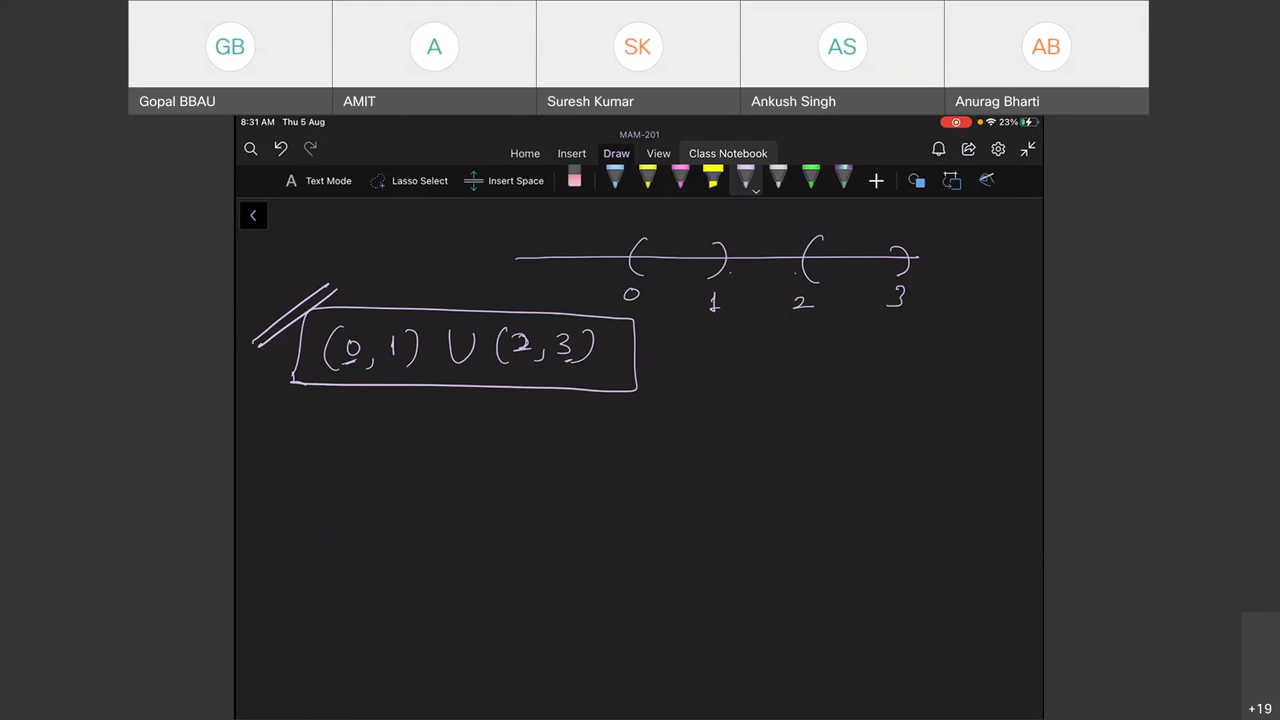 GB A SK AS AB
Gopal BBAU AMIT Suresh Kumar Ankush Singh Anurag Bharti
8:31 AM Thu 5 Aug 23%
MAM-201
Home Insert Draw View Class Notebook
A Text Mode Lasso Select Insert Space
0 1 2 3
(0, 1) ∪ (2, 3)
+19